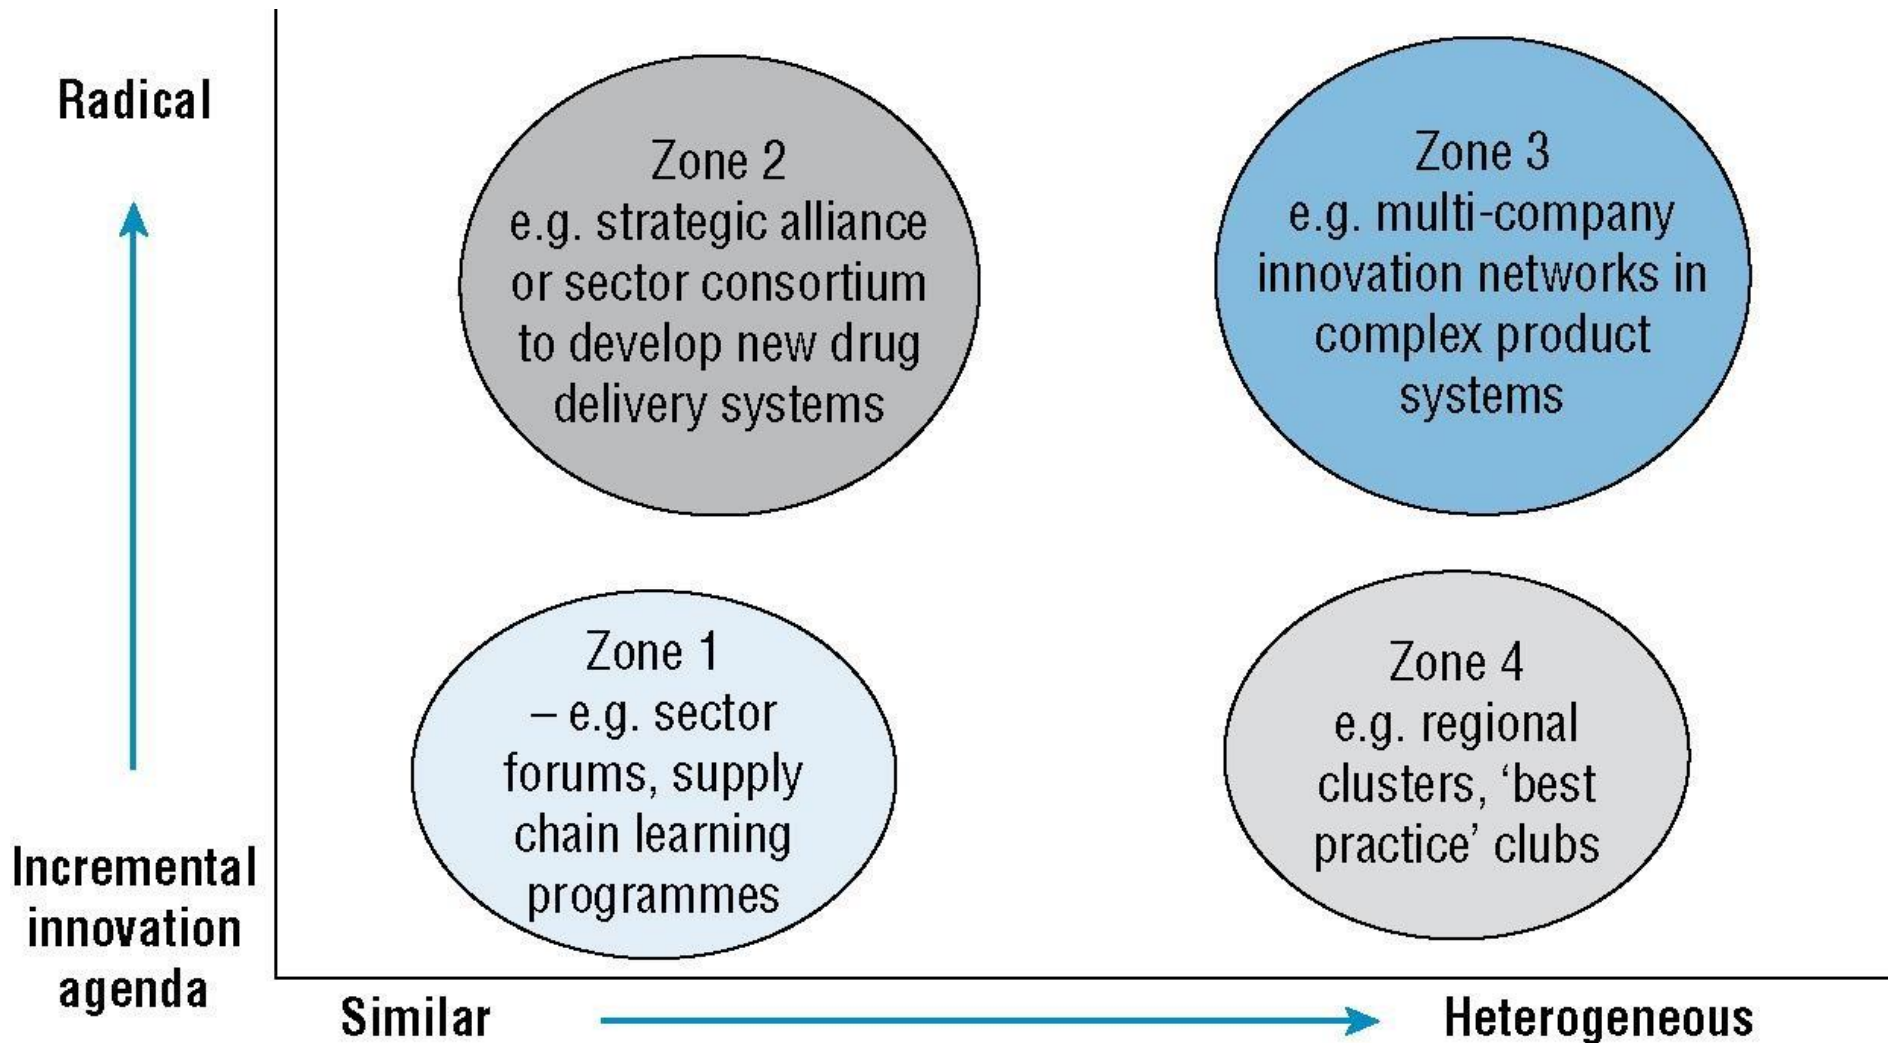 Radical
Zone 2
e.g. strategic alliance
or sector consortium
to develop new drug
delivery systems
Zone 3
e.g. multi-company
innovation networks in
complex product
systems
Zone 1
– e.g. sector
forums, supply
chain learning
programmes
Zone 4
e.g. regional
clusters, ‘best
practice’ clubs
Incremental
innovation
agenda
Similar
Heterogeneous